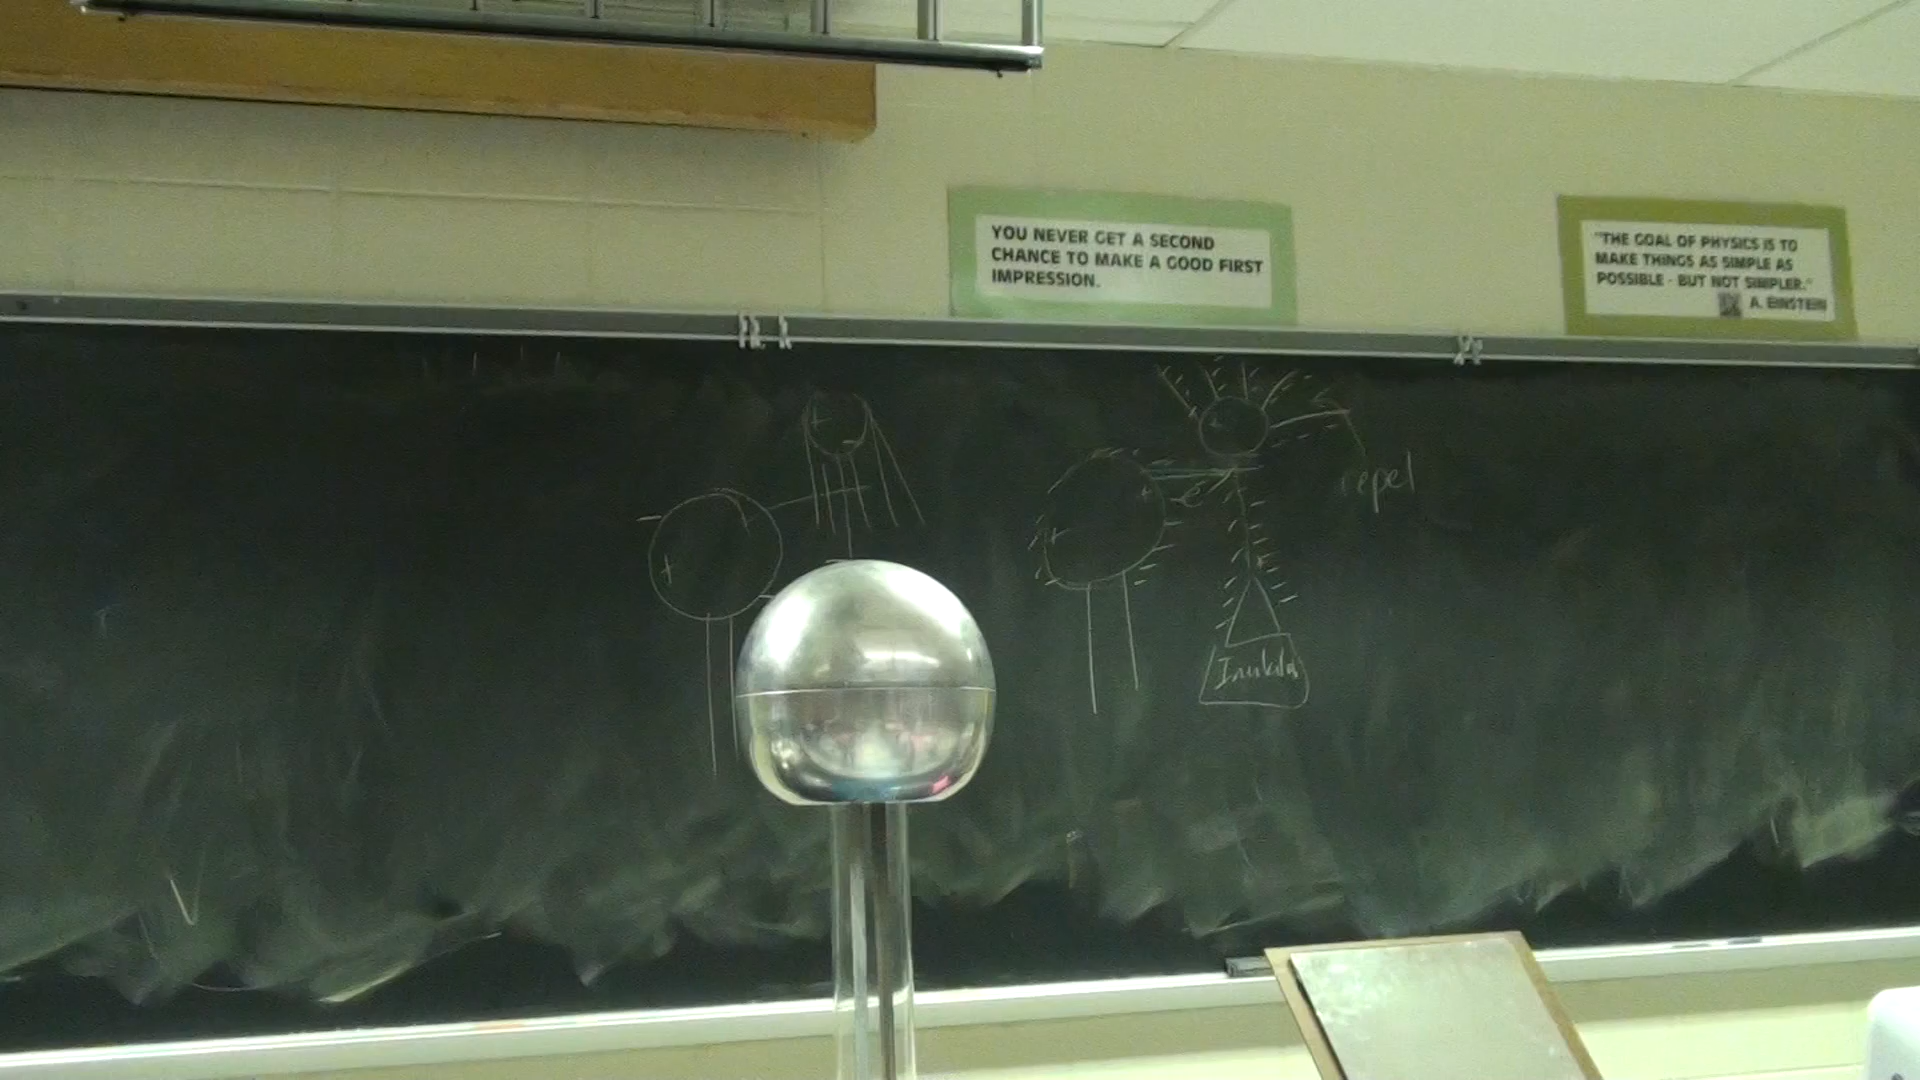 YOU NEVER GET A SECOND
CHANCE TO MAKE A GOOD FIRST
IMPRESSION.
"THE GOAL OF PHYSICS IS TO
MAKE THINGS AS SIMPLE AS
POSSIBLE - BUT NOT SIMPLER."
A. EINSTEIN
repel
e-